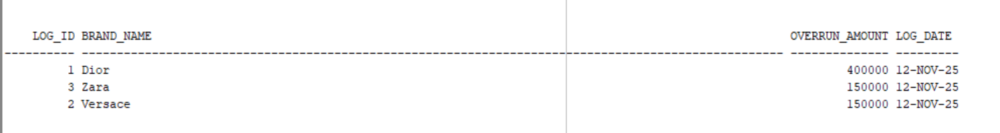 LOG_ID BRAND_NAME OVERRUN_AMOUNT LOG_DATE
---------- ---------------------------------------------------------------------------------------------------- -------------- ---------
1 Dior 400000 12-NOV-25
3 Zara 150000 12-NOV-25
2 Versace 150000 12-NOV-25